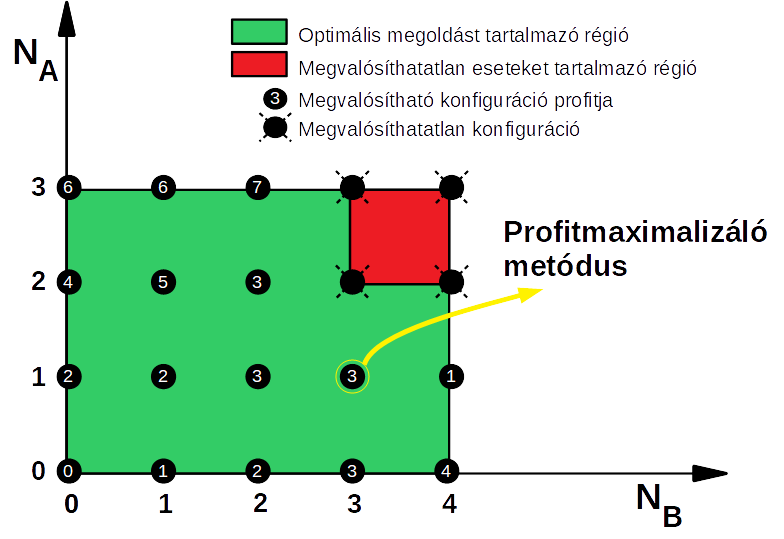 N_A
Optimális megoldást tartalmazó régió
Megvalósíthatatlan eseteket tartalmazó régió
3 Megvalósítható konfiguráció profitja
Megvalósíthatatlan konfiguráció
3 6 6 7
Profitmaximalizáló
metódus
2 4 5 3
1 2 2 3 3 1
0 0 1 2 3 4
0 1 2 3 4
N_B